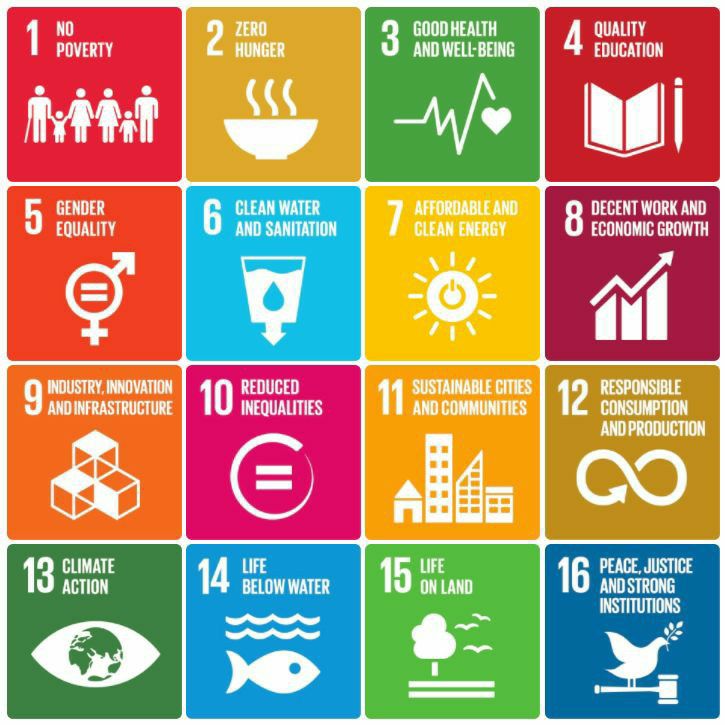 1 NO
POVERTY
2 ZERO
HUNGER
3 GOOD HEALTH
AND WELL-BEING
4 QUALITY
EDUCATION
5 GENDER
EQUALITY
6 CLEAN WATER
AND SANITATION
7 AFFORDABLE AND
CLEAN ENERGY
8 DECENT WORK AND
ECONOMIC GROWTH
9 INDUSTRY, INNOVATION
AND INFRASTRUCTURE
10 REDUCED
INEQUALITIES
11 SUSTAINABLE CITIES
AND COMMUNITIES
12 RESPONSIBLE
CONSUMPTION
AND PRODUCTION
13 CLIMATE
ACTION
14 LIFE
BELOW WATER
15 LIFE
ON LAND
16 PEACE, JUSTICE
AND STRONG
INSTITUTIONS